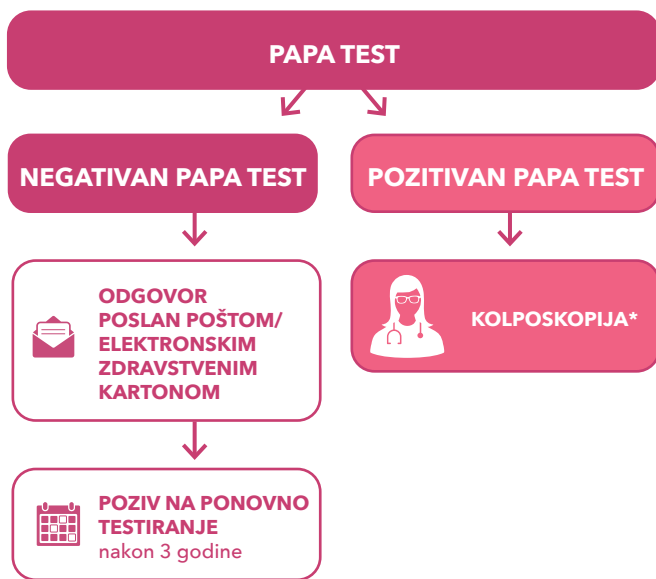 PAPA TEST
NEGATIVAN PAPA TEST
POZITIVAN PAPA TEST
ODGOVOR
POSLAN POŠTOM/
ELEKTRONSKIM
ZDRAVSTVENIM
KARTONOM
KOLPOSKOPIJA*
POZIV NA PONOVNO
TESTIRANJE
nakon 3 godine